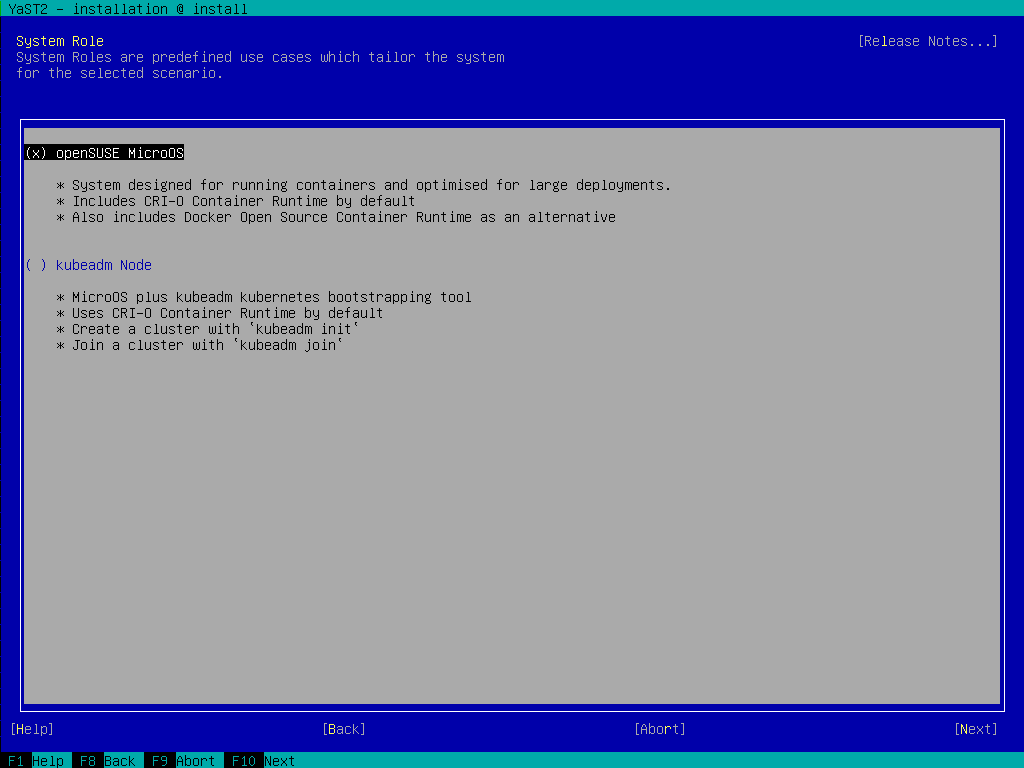 YaST2 - installation @ install
System Role
[Release Notes...]
System Roles are predefined use cases which tailor the system
for the selected scenario.
(x) openSUSE MicroOS
* System designed for running containers and optimised for large deployments.
* Includes CRI-O Container Runtime by default
* Also includes Docker Open Source Container Runtime as an alternative
( ) kubeadm Node
* MicroOS plus kubeadm kubernetes bootstrapping tool
* Uses CRI-O Container Runtime by default
* Create a cluster with ‛kubeadm init‛
* Join a cluster with ‛kubeadm join‛
[Help] [Back] [Abort] [Next]
F1 Help F8 Back F9 Abort F10 Next